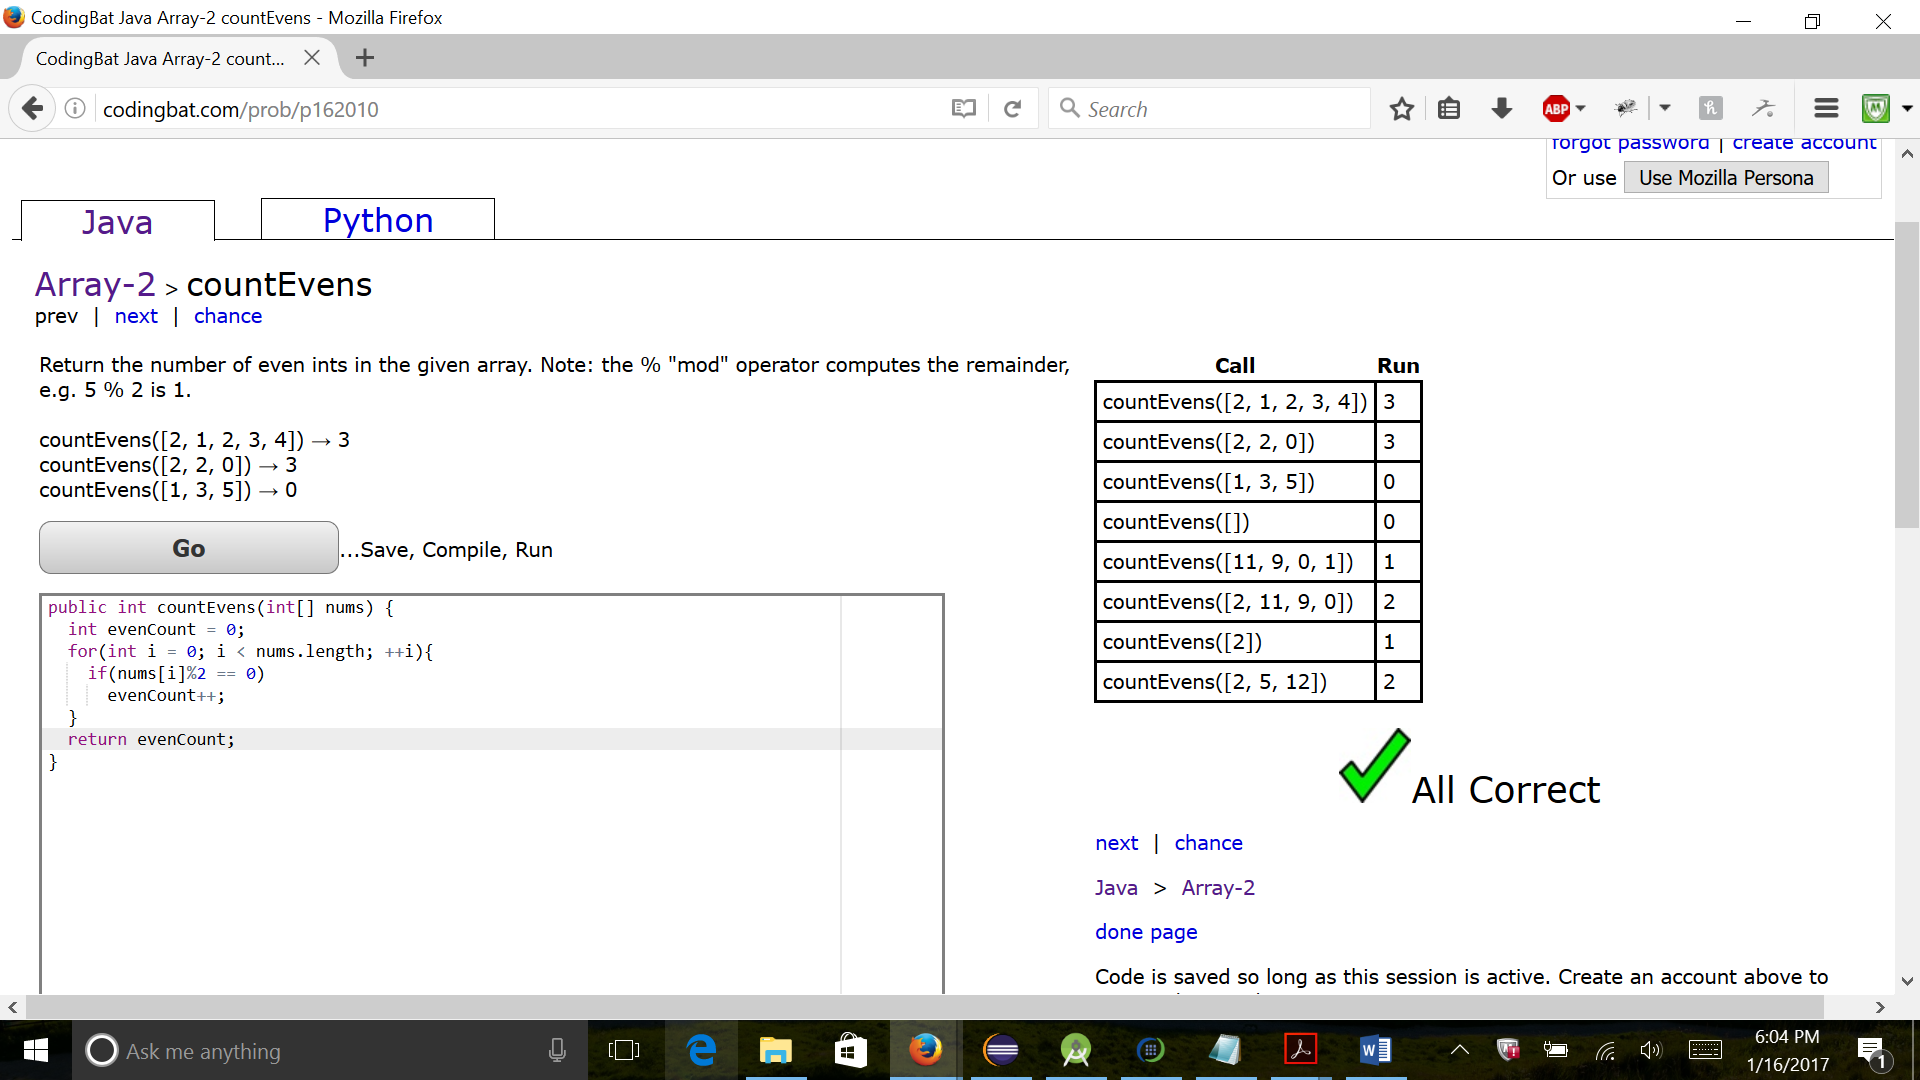 CodingBat Java Array-2 countEvens - Mozilla Firefox
CodingBat Java Array-2 count...
codingbat.com/prob/p162010
Search
ABP
forgot password | create account
Or use Use Mozilla Persona
Java
Python
Array-2 > countEvens
prev | next | chance
Return the number of even ints in the given array. Note: the % "mod" operator computes the remainder,
e.g. 5 % 2 is 1.
countEvens([2, 1, 2, 3, 4]) → 3
countEvens([2, 2, 0]) → 3
countEvens([1, 3, 5]) → 0
Go ...Save, Compile, Run
public int countEvens(int[] nums) {
int evenCount = 0;
for(int i = 0; i < nums.length; ++i){
if(nums[i]%2 == 0)
evenCount++;
}
return evenCount;
}
Call Run
countEvens([2, 1, 2, 3, 4]) 3
countEvens([2, 2, 0]) 3
countEvens([1, 3, 5]) 0
countEvens([]) 0
countEvens([11, 9, 0, 1]) 1
countEvens([2, 11, 9, 0]) 2
countEvens([2]) 1
countEvens([2, 5, 12]) 2
All Correct
next | chance
Java > Array-2
done page
Code is saved so long as this session is active. Create an account above to
Ask me anything
6:04 PM
1/16/2017
1